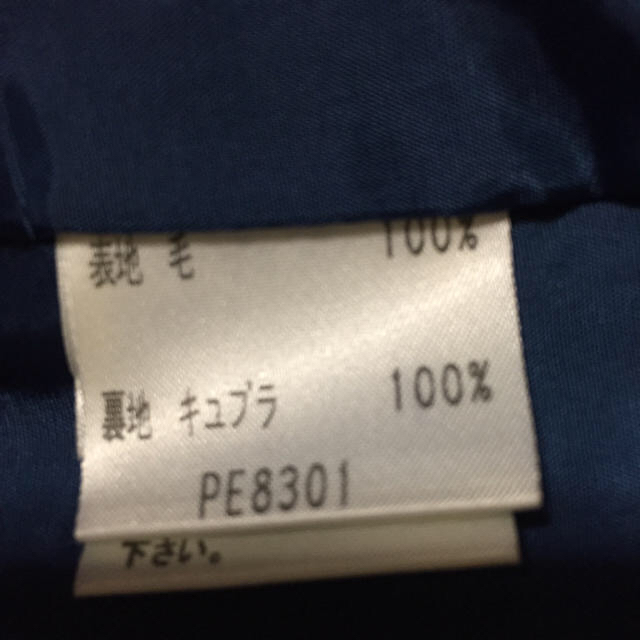 表地 毛 100%
裏地 キュプラ 100%
PE8301
下さい。